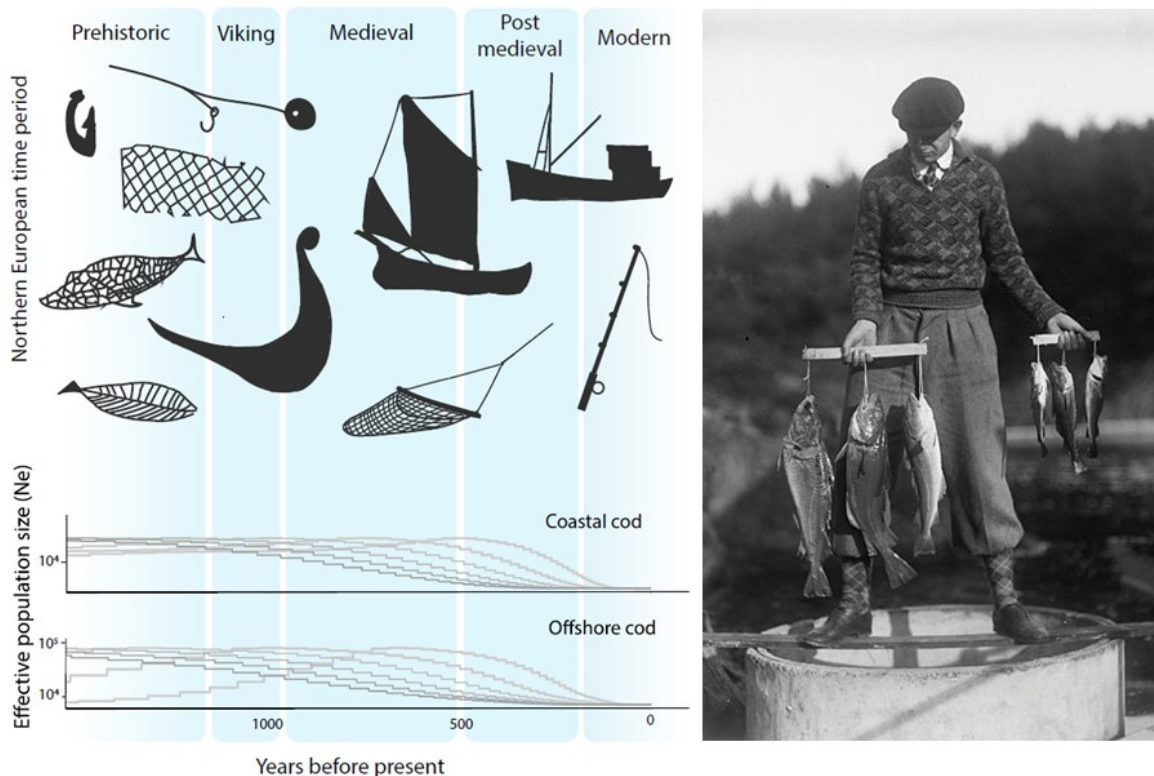 Prehistoric
Viking
Medieval
Post
medieval
Modern
Northern European time period
Effective population size (Ne)
Coastal cod
10⁴
Offshore cod
10⁵
10⁴
1000
500
0
Years before present